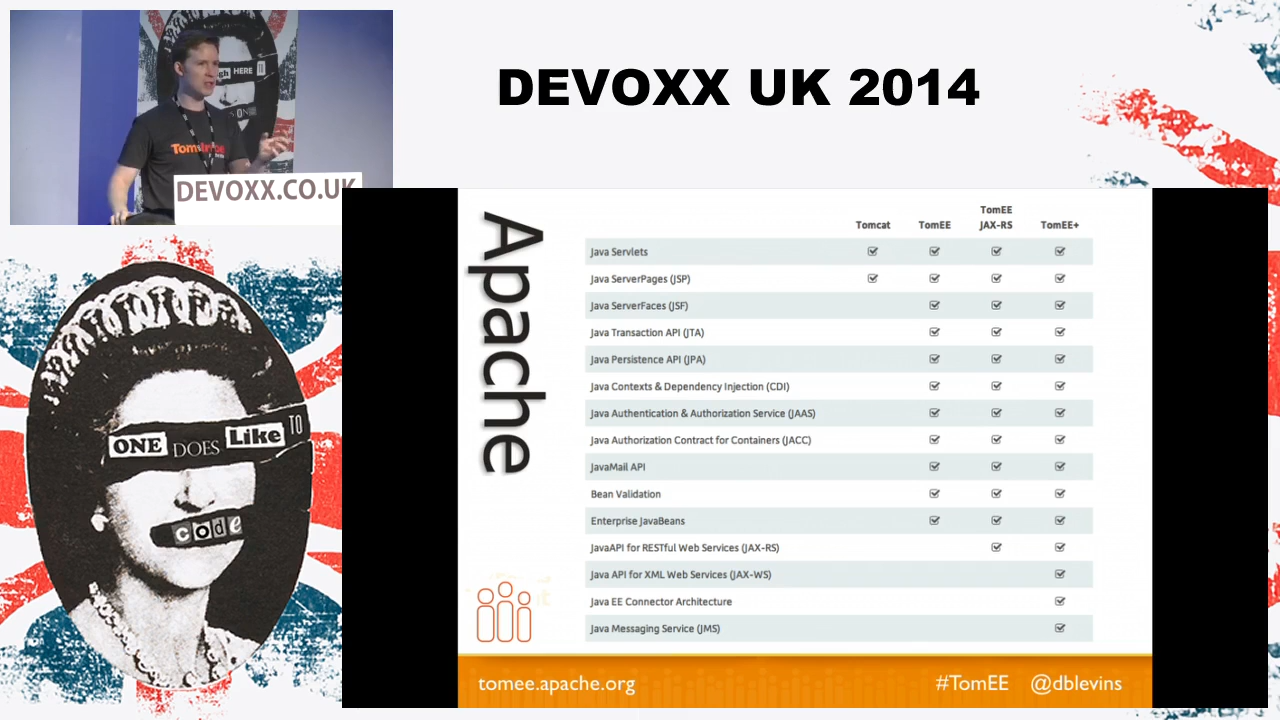 DEVOXX UK 2014
HERE
DEVOXX.CO.UK
ONE DOES Like TO
code
Apache
Tomcat TomEE TomEE JAX-RS TomEE+
Java Servlets
Java ServerPages (JSP)
Java ServerFaces (JSF)
Java Transaction API (JTA)
Java Persistence API (JPA)
Java Contexts & Dependency Injection (CDI)
Java Authentication & Authorization Service (JAAS)
Java Authorization Contract for Containers (JACC)
JavaMail API
Bean Validation
Enterprise JavaBeans
JavaAPI for RESTful Web Services (JAX-RS)
Java API for XML Web Services (JAX-WS)
Java EE Connector Architecture
Java Messaging Service (JMS)
tomee.apache.org #TomEE @dblevins